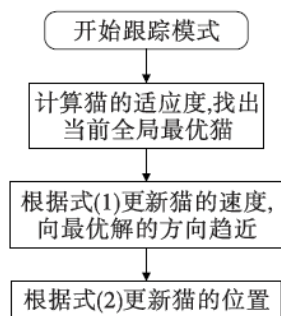 开始跟踪模式
计算猫的适应度,找出
当前全局最优猫
根据式(1)更新猫的速度,
向最优解的方向趋近
根据式(2)更新猫的位置